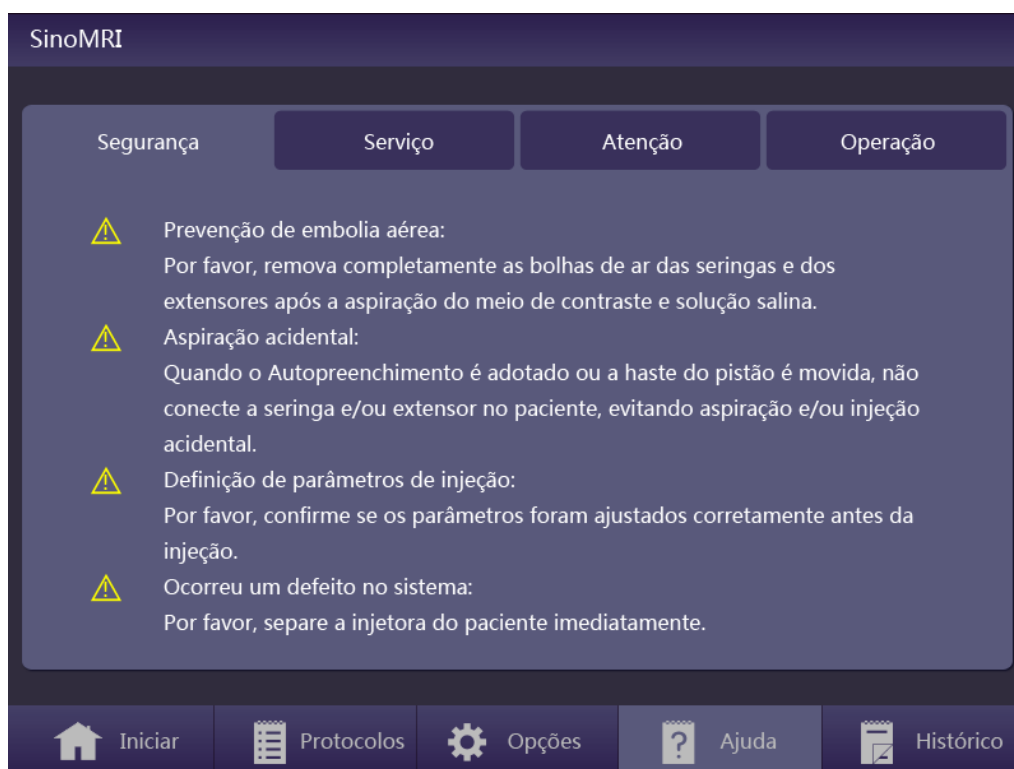 SinoMRI
Segurança
Serviço
Atenção
Operação
Prevenção de embolia aérea:
Por favor, remova completamente as bolhas de ar das seringas e dos
extensores após a aspiração do meio de contraste e solução salina.
Aspiração acidental:
Quando o Autopreenchimento é adotado ou a haste do pistão é movida, não
conecte a seringa e/ou extensor no paciente, evitando aspiração e/ou injeção
acidental.
Definição de parâmetros de injeção:
Por favor, confirme se os parâmetros foram ajustados corretamente antes da
injeção.
Ocorreu um defeito no sistema:
Por favor, separe a injetora do paciente imediatamente.
Iniciar
Protocolos
Opções
Ajuda
Histórico